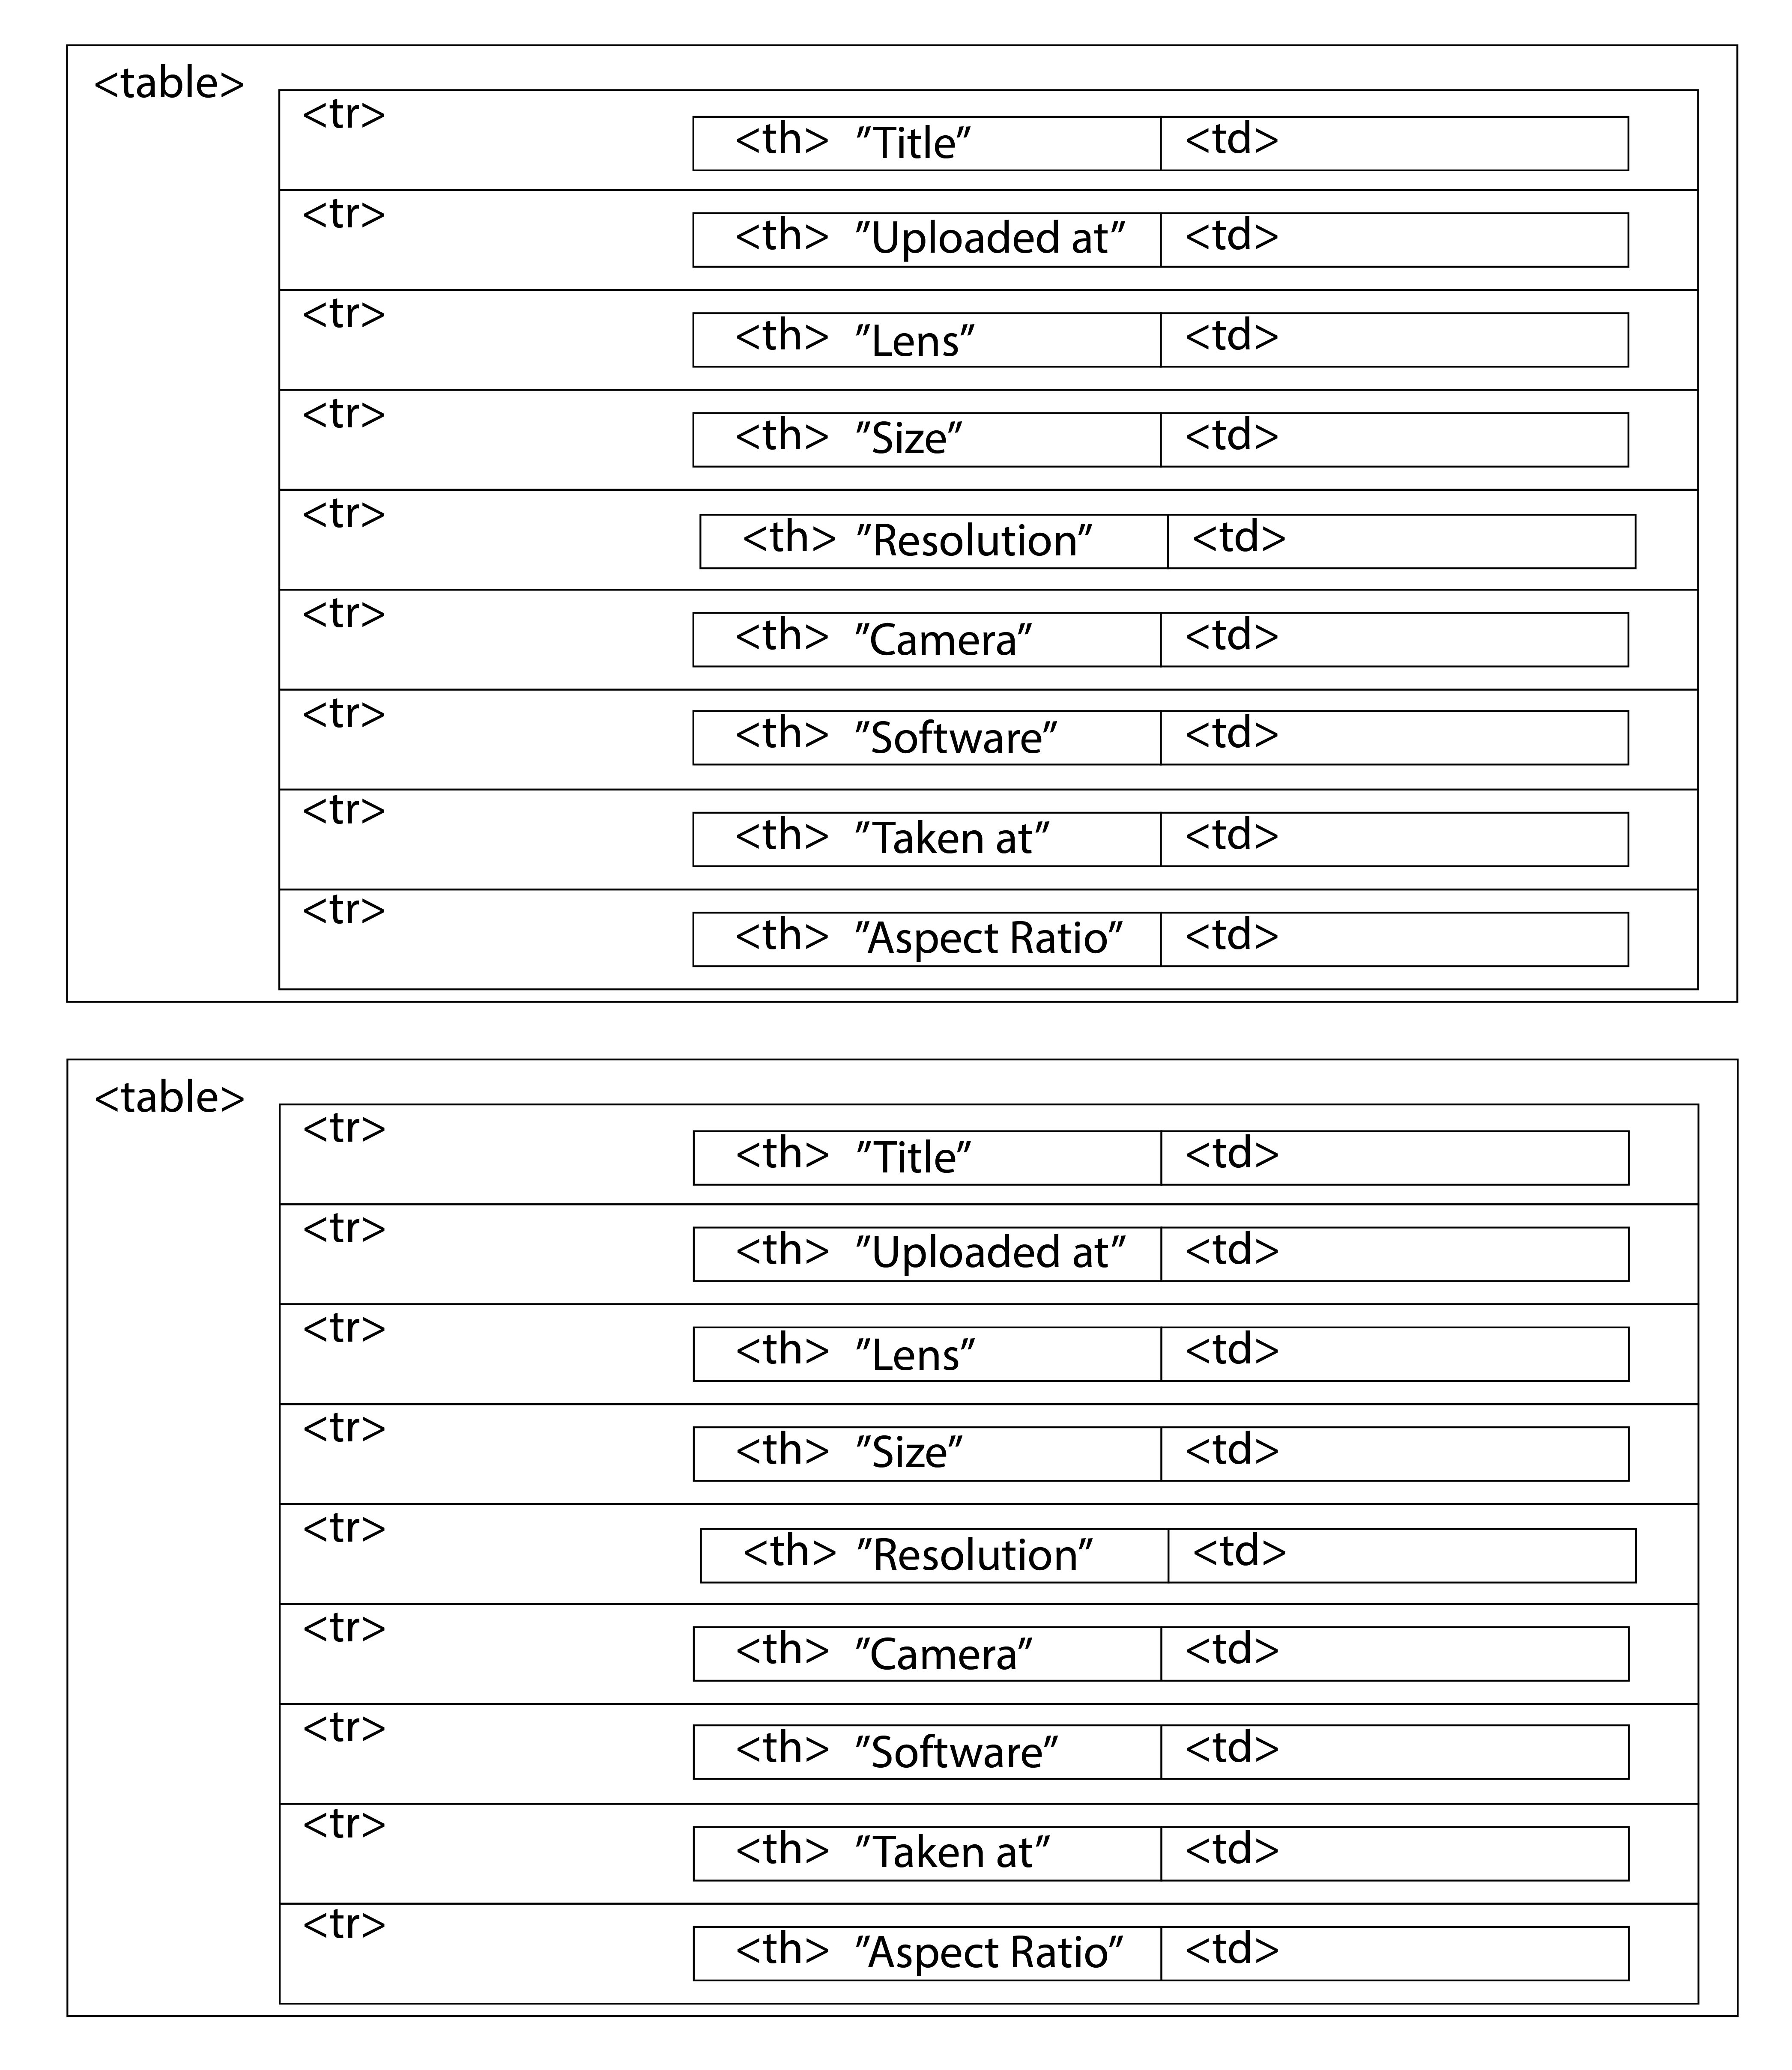 <table>
<tr>
<th> ”Title” <td>
<tr>
<th> ”Uploaded at” <td>
<tr>
<th> ”Lens” <td>
<tr>
<th> ”Size” <td>
<tr>
<th> ”Resolution” <td>
<tr>
<th> ”Camera” <td>
<tr>
<th> ”Software” <td>
<tr>
<th> ”Taken at” <td>
<tr>
<th> ”Aspect Ratio” <td>
<table>
<tr>
<th> ”Title” <td>
<tr>
<th> ”Uploaded at” <td>
<tr>
<th> ”Lens” <td>
<tr>
<th> ”Size” <td>
<tr>
<th> ”Resolution” <td>
<tr>
<th> ”Camera” <td>
<tr>
<th> ”Software” <td>
<tr>
<th> ”Taken at” <td>
<tr>
<th> ”Aspect Ratio” <td>